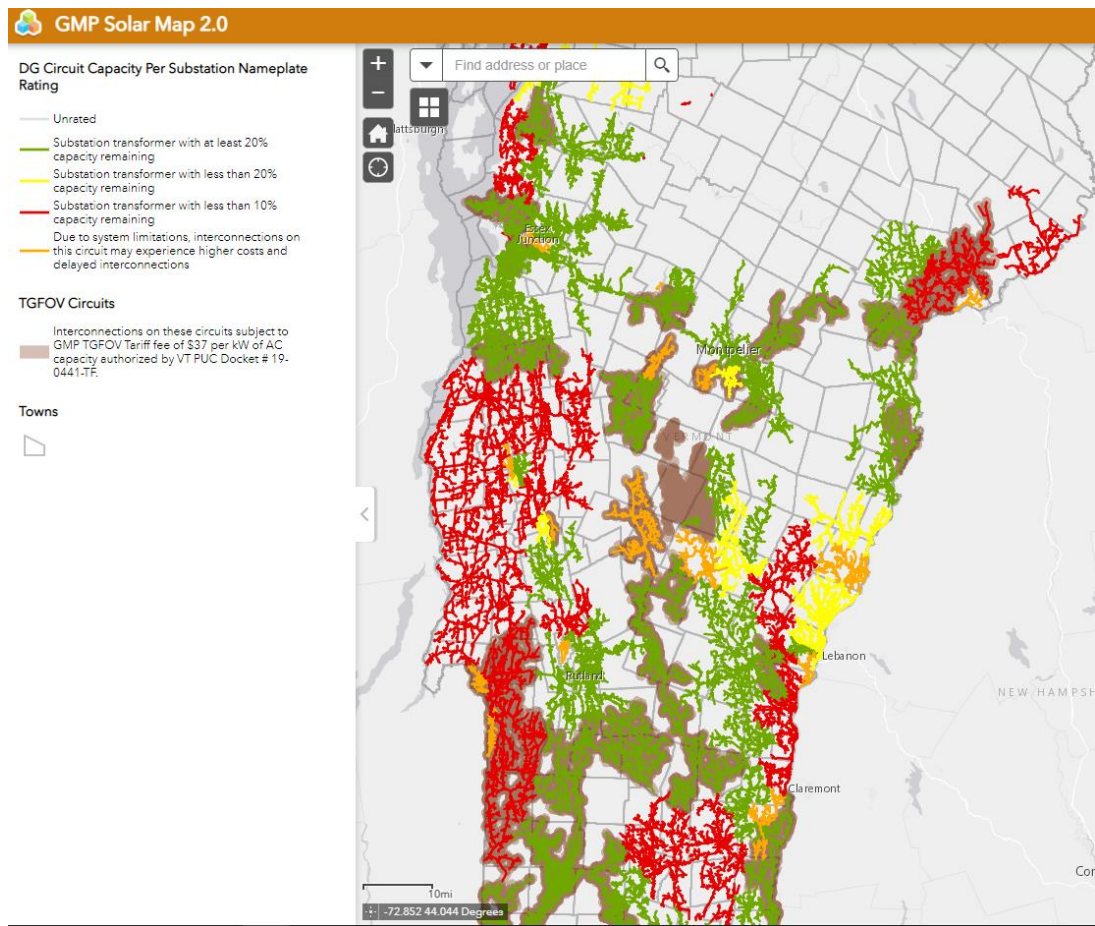 GMP Solar Map 2.0
DG Circuit Capacity Per Substation Nameplate
Rating
Unrated
Substation transformer with at least 20%
capacity remaining
Substation transformer with less than 20%
capacity remaining
Substation transformer with less than 10%
capacity remaining
Due to system limitations, interconnections on
this circuit may experience higher costs and
delayed interconnections
TGFOV Circuits
Interconnections on these circuits subject to
GMP TGFOV Tariff fee of $37 per kW of AC
capacity authorized by VT PUC Docket # 19-
0441-TF.
Towns
+
Find address or place
−
lattsburgh
Essex
Junction
Montpelier
VERMONT
Rutland
Lebanon
NEW HAMPSH
Claremont
Cor
10mi
-72.852 44.044 Degrees